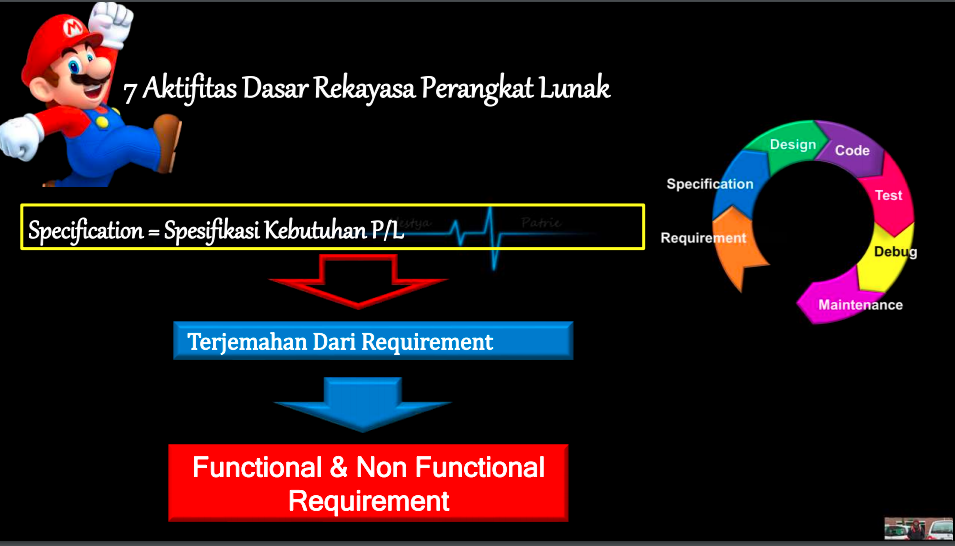 7 Aktifitas Dasar Rekayasa Perangkat Lunak
Specification = Spesifikasi Kebutuhan P/L
Patrie
Terjemahan Dari Requirement
Functional & Non Functional
Requirement
Design
Code
Specification
Test
Requirement
Debug
Maintenance
M